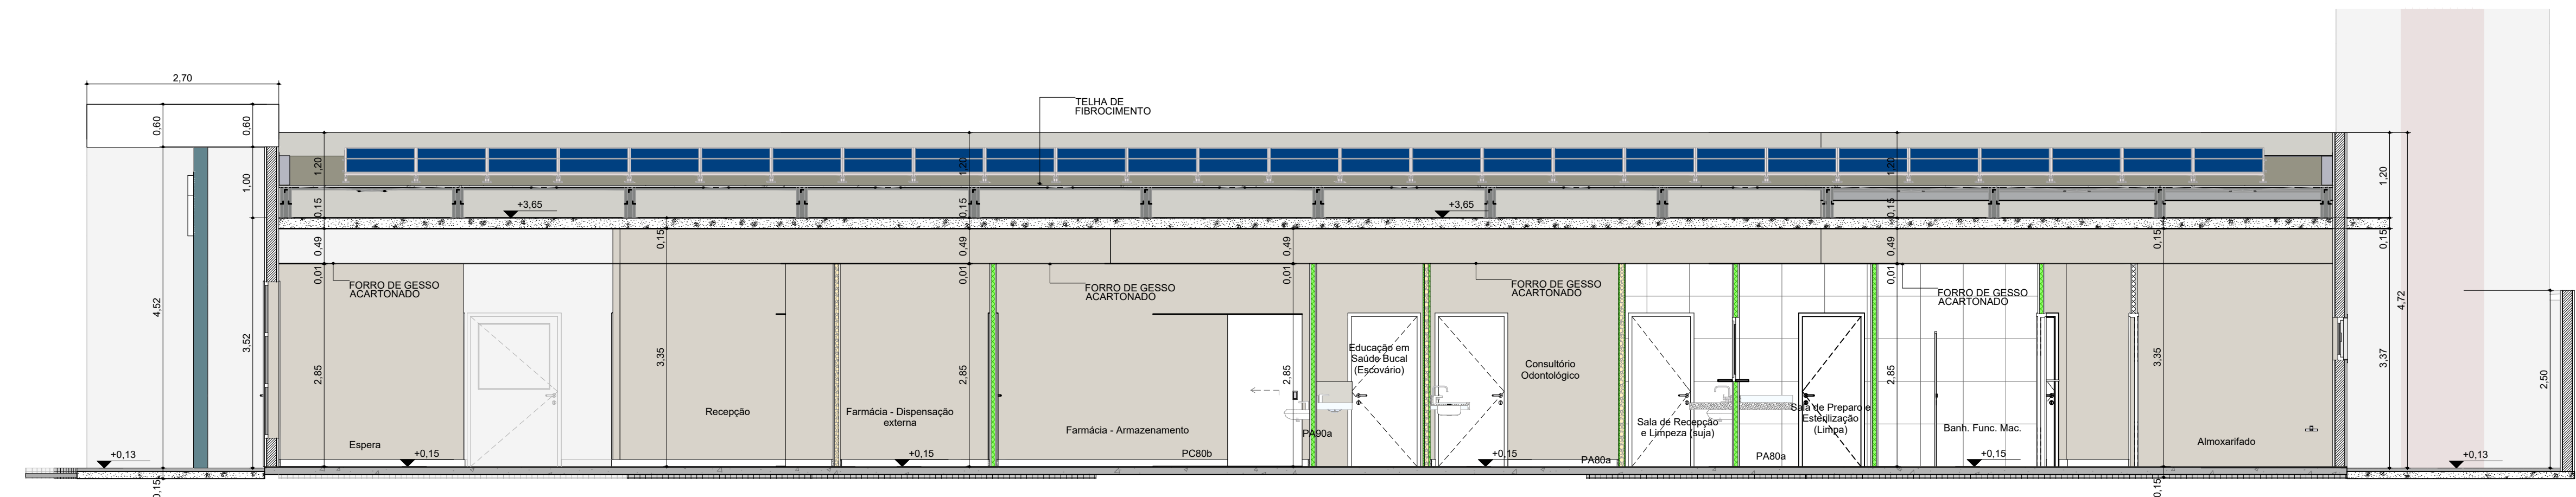 2,70
TELHA DE
FIBROCIMENTO
0,60
0,60
1,20
1,20
1,20
1,20
1,00
0,15
+3,65
0,15
+3,65
+0,15
0,49
0,15
0,49
0,49
0,49
0,15
0,15
0,01
0,01
0,01
0,01
FORRO DE GESSO
ACARTONADO
FORRO DE GESSO
ACARTONADO
FORRO DE GESSO
ACARTONADO
FORRO DE GESSO
ACARTONADO
4,52
3,52
4,72
2,85
3,35
2,85
2,85
2,85
3,35
3,37
2,50
Educação em
Saúde Bucal
(Escovário)
Consultório
Odontológico
Espera
Recepção
Farmácia - Dispensação
externa
Farmácia - Armazenamento
PA90a
Sala de Recepção
e Limpeza (suja)
Sala de Preparo e
Esterilização
(Limpa)
Banh. Func. Mac.
Almoxarifado
+0,13
+0,15
+0,15
PC80b
+0,15
PA80a
PA80a
+0,15
+0,13
0,15
0,15